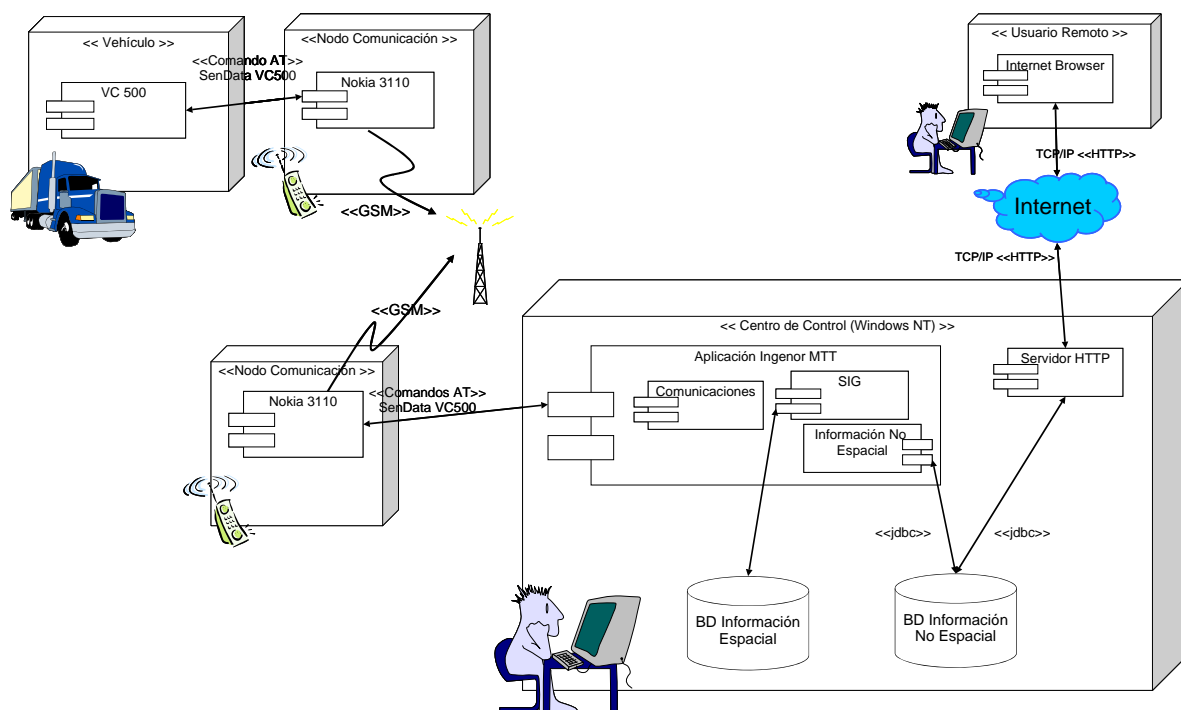 << Vehículo >>
VC 500
<<Comando AT>>
SenData VC500
<<Nodo Comunicación >>
Nokia 3110
<<GSM>>
<< Usuario Remoto >>
Internet Browser
TCP/IP <<HTTP>>
Internet
TCP/IP <<HTTP>>
<<GSM>>
<<Nodo Comunicación >>
Nokia 3110
<<Comandos AT>>
SenData VC500
<< Centro de Control (Windows NT) >>
Aplicación Ingenor MTT
Comunicaciones
SIG
Información No
Espacial
Servidor HTTP
<<jdbc>>
<<jdbc>>
BD Información
Espacial
BD Información
No Espacial